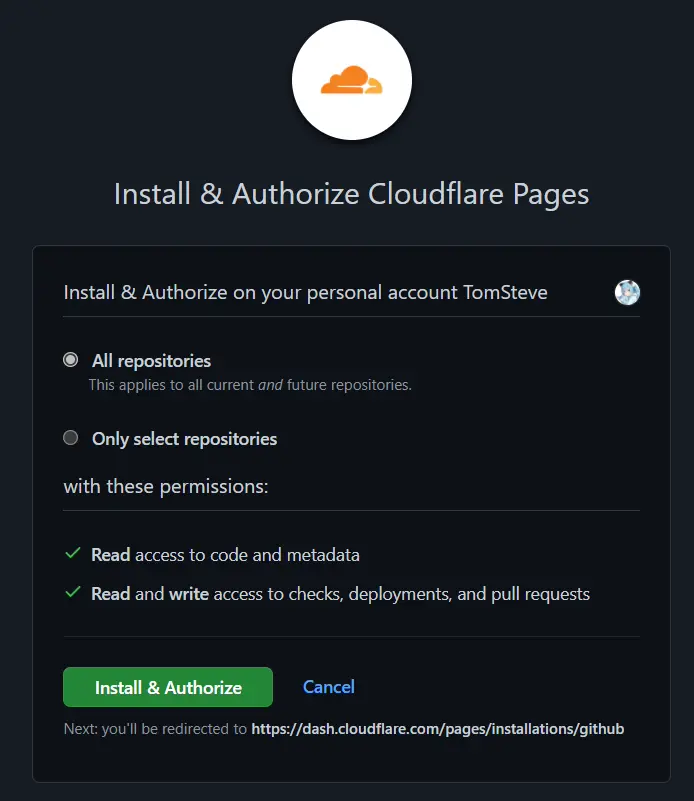 Install & Authorize Cloudflare Pages
Install & Authorize on your personal account TomSteve
All repositories
This applies to all current and future repositories.
Only select repositories
with these permissions:
Read access to code and metadata
Read and write access to checks, deployments, and pull requests
Install & Authorize Cancel
Next: you'll be redirected to https://dash.cloudflare.com/pages/installations/github